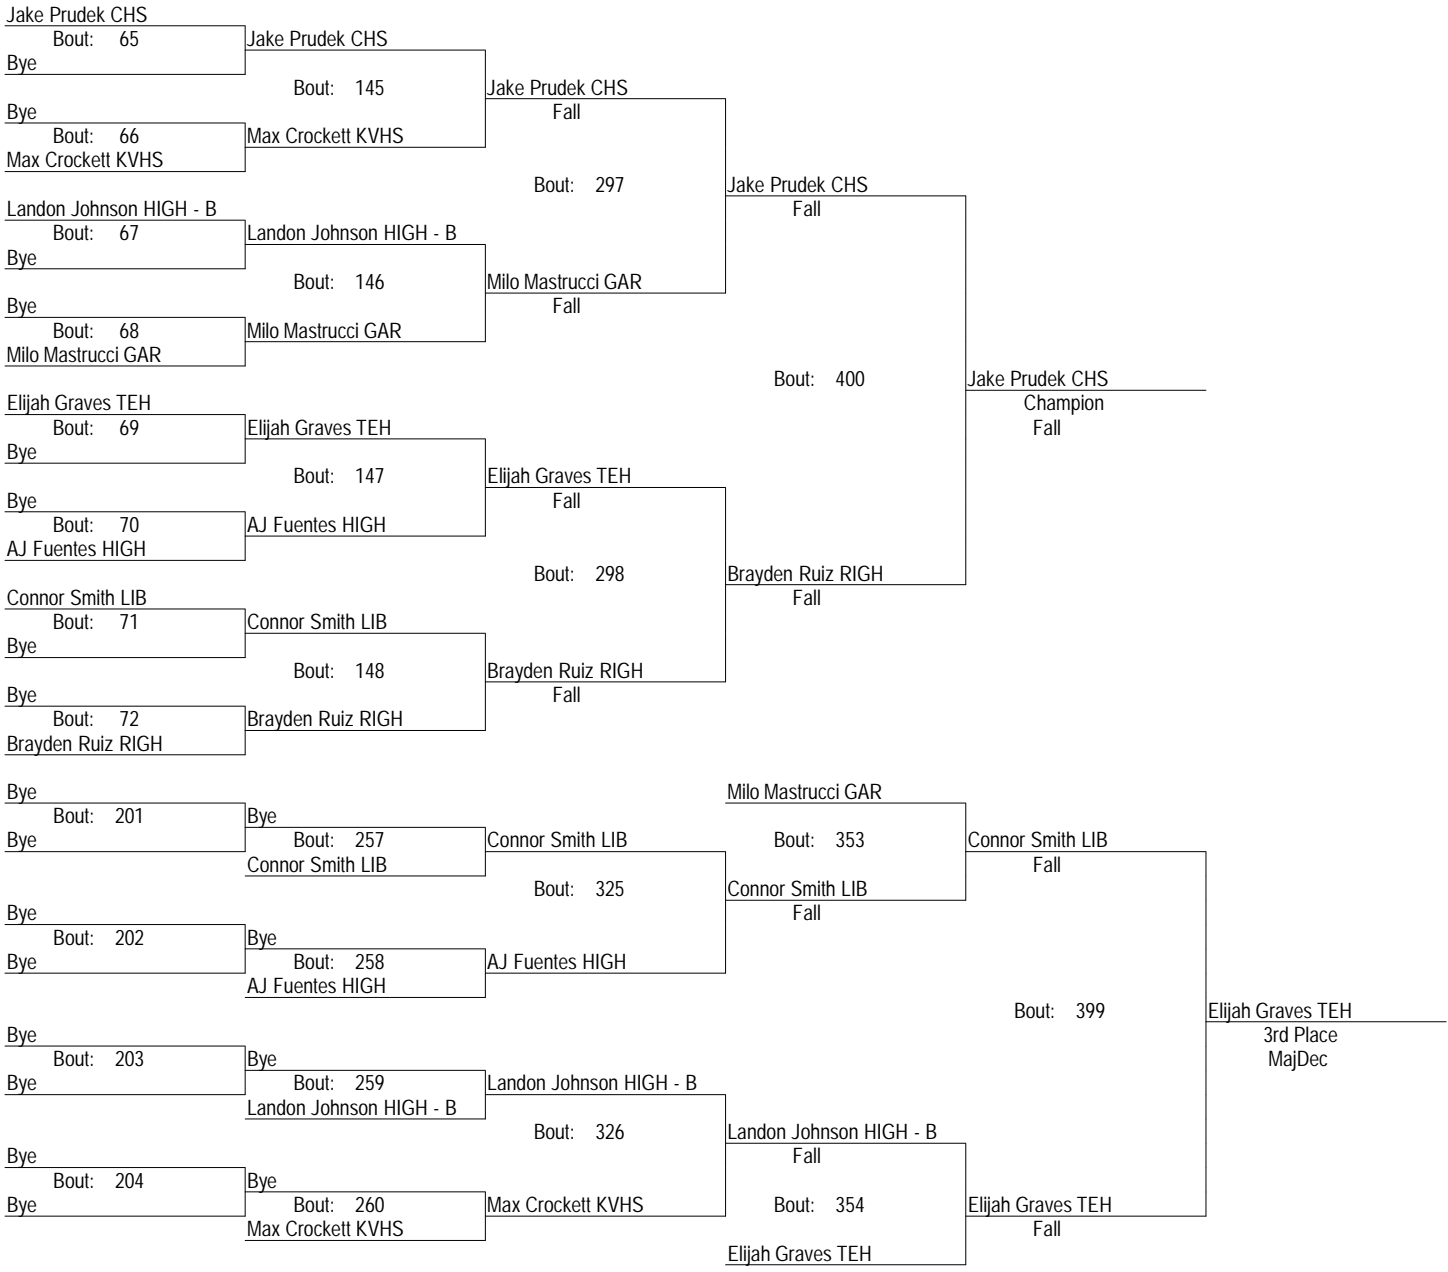 Jake Prudek CHS
Bout: 65
Bye
Jake Prudek CHS
Bout: 145
Bye
Bout: 66
Max Crockett KVHS
Max Crockett KVHS
Jake Prudek CHS
Fall
Bout: 297
Landon Johnson HIGH - B
Bout: 67
Bye
Landon Johnson HIGH - B
Bout: 146
Bye
Bout: 68
Milo Mastrucci GAR
Milo Mastrucci GAR
Milo Mastrucci GAR
Fall
Jake Prudek CHS
Fall
Bout: 400
Elijah Graves TEH
Bout: 69
Bye
Elijah Graves TEH
Bout: 147
Bye
Bout: 70
AJ Fuentes HIGH
AJ Fuentes HIGH
Elijah Graves TEH
Fall
Bout: 298
Connor Smith LIB
Bout: 71
Bye
Connor Smith LIB
Bout: 148
Bye
Bout: 72
Brayden Ruiz RIGH
Brayden Ruiz RIGH
Brayden Ruiz RIGH
Fall
Brayden Ruiz RIGH
Fall
Jake Prudek CHS
Champion
Fall
Bye
Bout: 201
Bye
Bye
Bout: 257
Connor Smith LIB
Connor Smith LIB
Bout: 325
Bye
Bout: 202
Bye
Bye
Bout: 258
AJ Fuentes HIGH
AJ Fuentes HIGH
Milo Mastrucci GAR
Bout: 353
Connor Smith LIB
Fall
Connor Smith LIB
Fall
Bout: 399
Bye
Bout: 203
Bye
Bye
Bout: 259
Landon Johnson HIGH - B
Landon Johnson HIGH - B
Bout: 326
Bye
Bout: 204
Bye
Bye
Bout: 260
Max Crockett KVHS
Max Crockett KVHS
Landon Johnson HIGH - B
Fall
Bout: 354
Elijah Graves TEH
Elijah Graves TEH
Fall
Elijah Graves TEH
3rd Place
MajDec